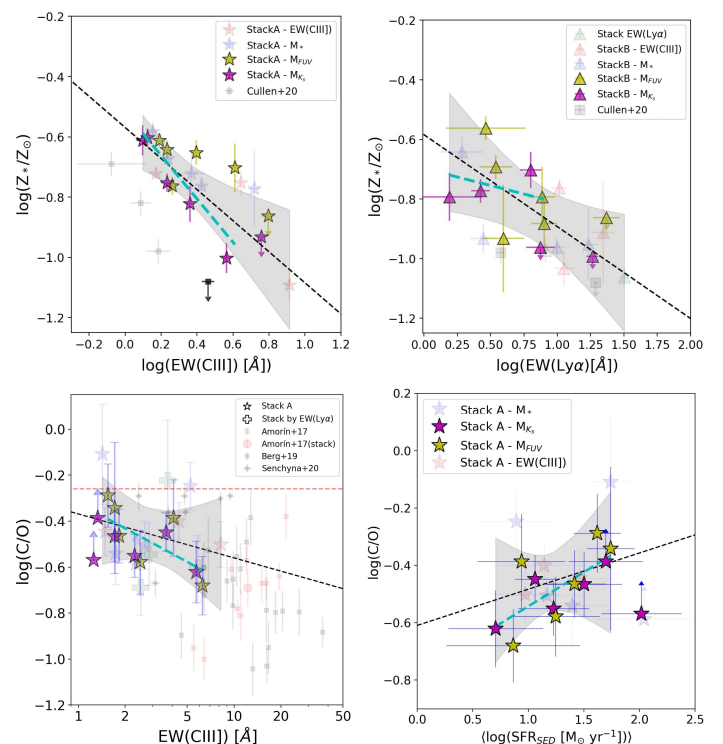 StackA - EW(CIII])
StackA - M*
StackA - M_FUV
StackA - M_Ks
Cullen+20
log(Z*/Z⊙)
−0.2
−0.4
−0.6
−0.8
−1.0
−1.2
−0.2 0.0 0.2 0.4 0.6 0.8 1.0 1.2
log(EW(CIII]) [Å])
Stack EW(Lyα)
StackB - EW(CIII])
StackB - M*
StackB - M_FUV
StackB - M_Ks
Cullen+20
log(Z*/Z⊙)
−0.2
−0.4
−0.6
−0.8
−1.0
−1.2
0.00 0.25 0.50 0.75 1.00 1.25 1.50 1.75 2.00
log(EW(Lyα)[Å])
Stack A
Stack by EW(Lyα)
Amorín+17
Amorín+17(stack)
Berg+19
Senchyna+20
log(C/O)
0.0
−0.2
−0.4
−0.6
−0.8
−1.0
−1.2
1 2 5 10 20 50
EW(CIII]) [Å]
Stack A - M*
Stack A - M_Ks
Stack A - M_FUV
Stack A - EW(CIII])
log(C/O)
0.2
0.0
−0.2
−0.4
−0.6
−0.8
0.0 0.5 1.0 1.5 2.0 2.5
⟨log(SFR_SED [M⊙ yr⁻¹])⟩